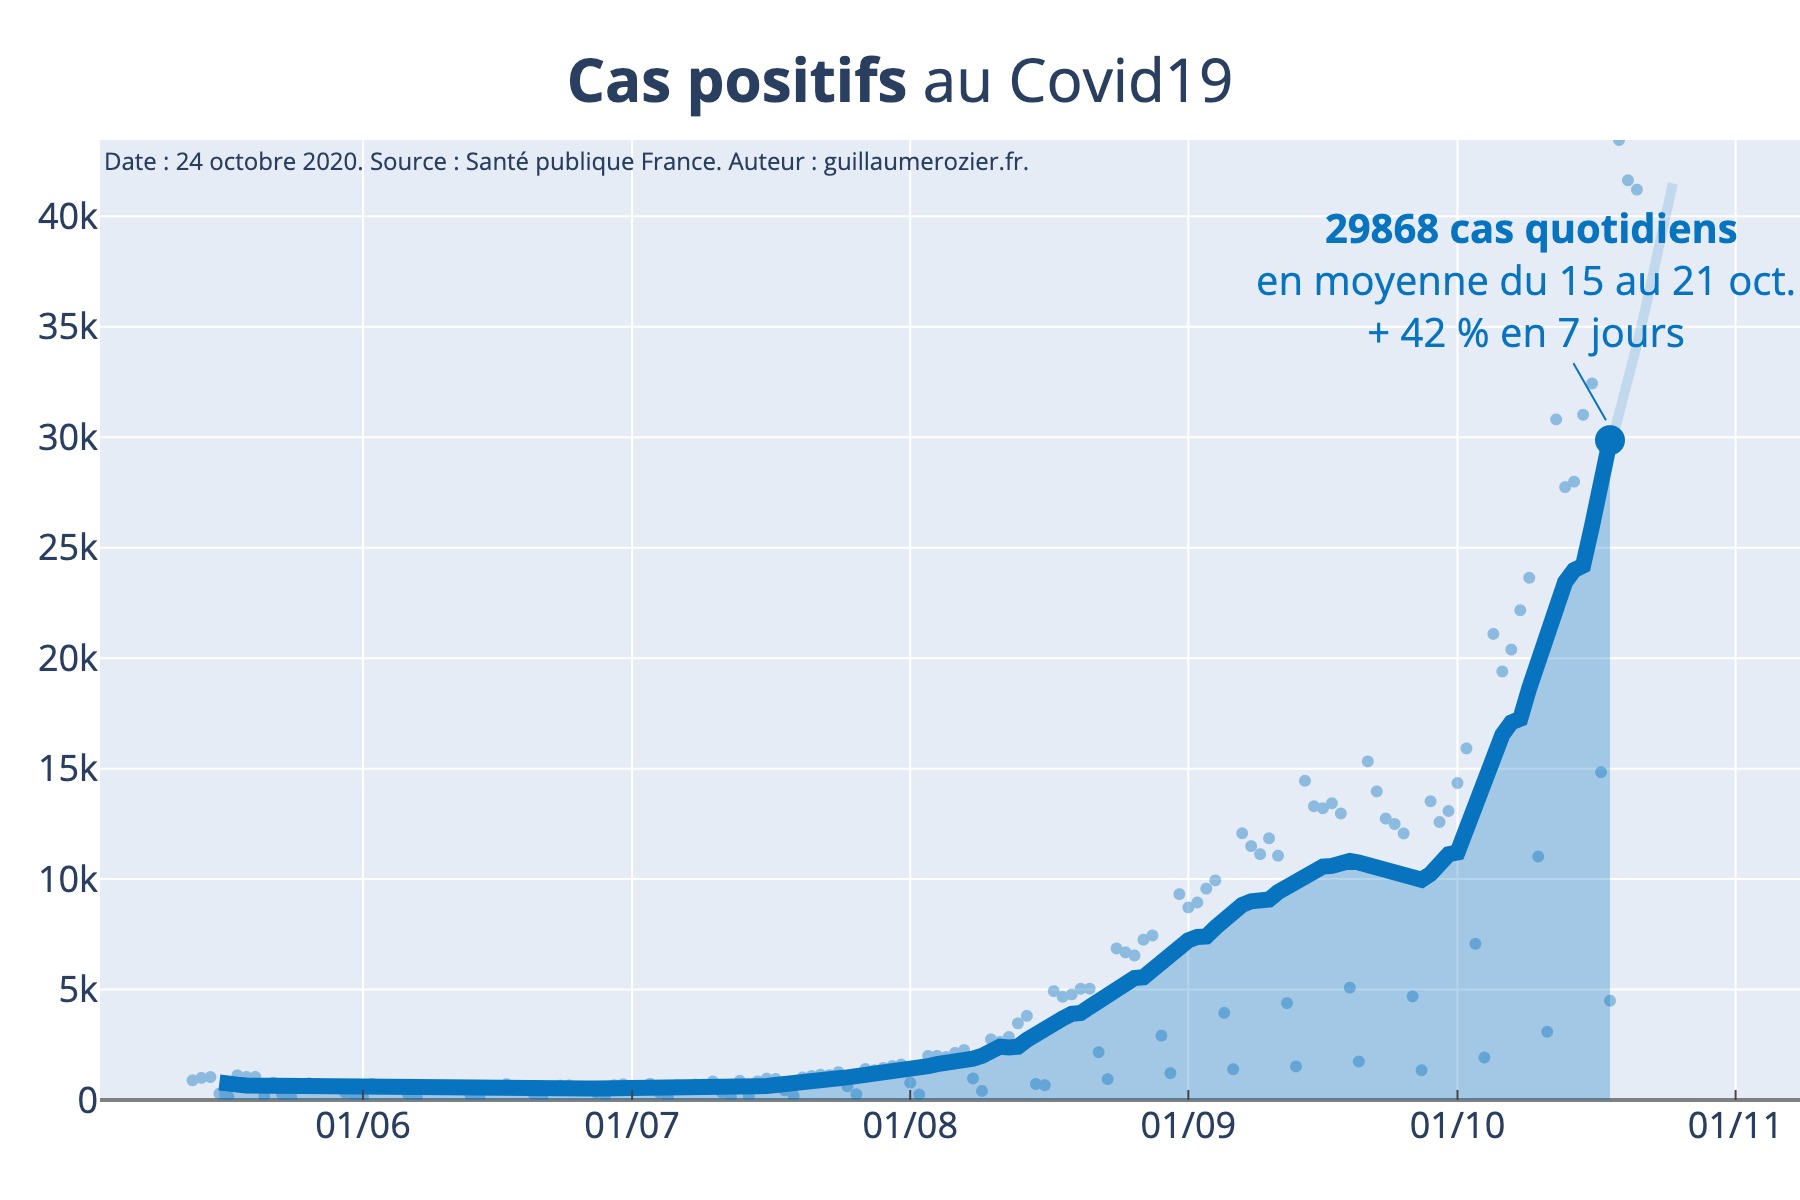 Cas positifs au Covid19
Date : 24 octobre 2020. Source : Santé publique France. Auteur : guillaumerozier.fr.
40k
29868 cas quotidiens
en moyenne du 15 au 21 oct.
+ 42 % en 7 jours
35k
30k
25k
20k
15k
10k
5k
0
01/06 01/07 01/08 01/09 01/10 01/11